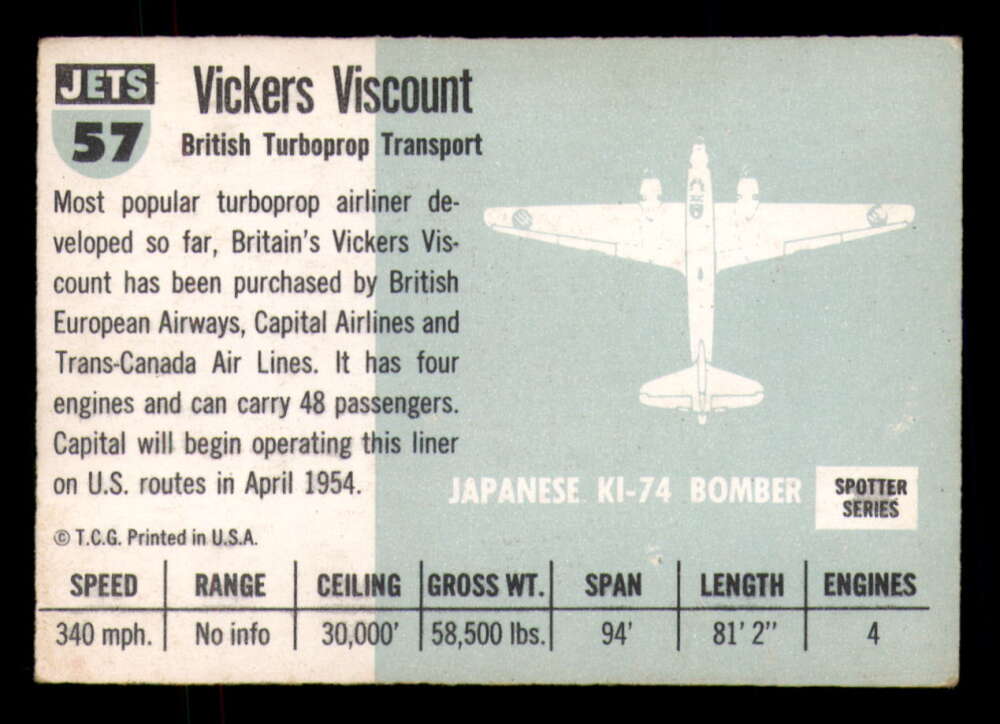 JETS
57
Vickers Viscount
British Turboprop Transport
Most popular turboprop airliner de-
veloped so far, Britain's Vickers Vis-
count has been purchased by British
European Airways, Capital Airlines and
Trans-Canada Air Lines. It has four
engines and can carry 48 passengers.
Capital will begin operating this liner
on U.S. routes in April 1954.
© T.C.G. Printed in U.S.A.
JAPANESE KI-74 BOMBER
SPOTTER
SERIES
SPEED RANGE CEILING GROSS WT. SPAN LENGTH ENGINES
340 mph. No info 30,000' 58,500 lbs. 94' 81' 2" 4